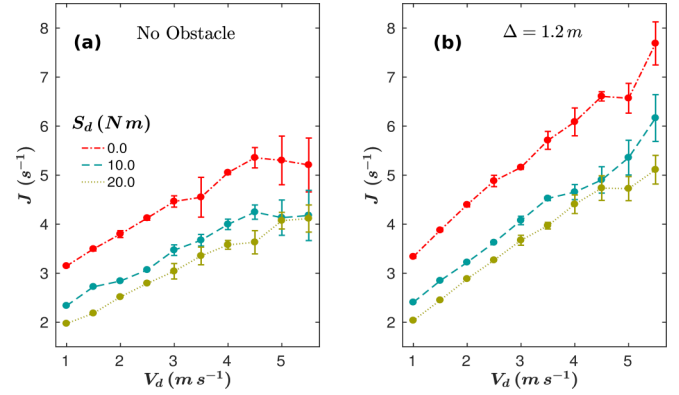 (a) No Obstacle
S_d (N m)
0.0
10.0
20.0
8
7
6
5
4
3
2
J (s⁻¹)
1 2 3 4 5
V_d (m s⁻¹)
(b) Δ = 1.2 m
8
7
6
5
4
3
2
J (s⁻¹)
1 2 3 4 5
V_d (m s⁻¹)